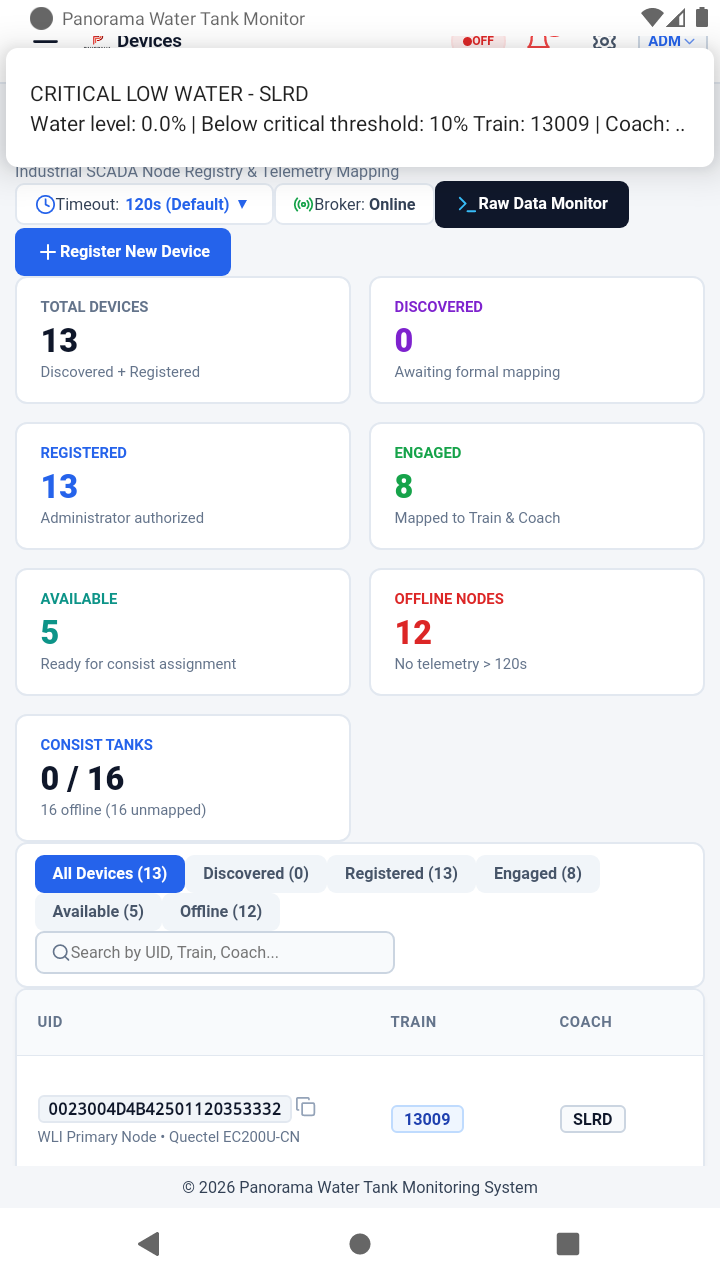 Panorama Water Tank Monitor
Devices
OFF
ADM
CRITICAL LOW WATER - SLRD
Water level: 0.0% | Below critical threshold: 10% Train: 13009 | Coach: ..
Industrial SCADA Node Registry & Telemetry Mapping
Timeout: 120s (Default) ▼
Broker: Online
Raw Data Monitor
Register New Device
TOTAL DEVICES
13
Discovered + Registered
DISCOVERED
0
Awaiting formal mapping
REGISTERED
13
Administrator authorized
ENGAGED
8
Mapped to Train & Coach
AVAILABLE
5
Ready for consist assignment
OFFLINE NODES
12
No telemetry > 120s
CONSIST TANKS
0 / 16
16 offline (16 unmapped)
All Devices (13)
Discovered (0)
Registered (13)
Engaged (8)
Available (5)
Offline (12)
Search by UID, Train, Coach...
UID
TRAIN
COACH
0023004D4B42501120353332
13009
SLRD
WLI Primary Node • Quectel EC200U-CN
© 2026 Panorama Water Tank Monitoring System